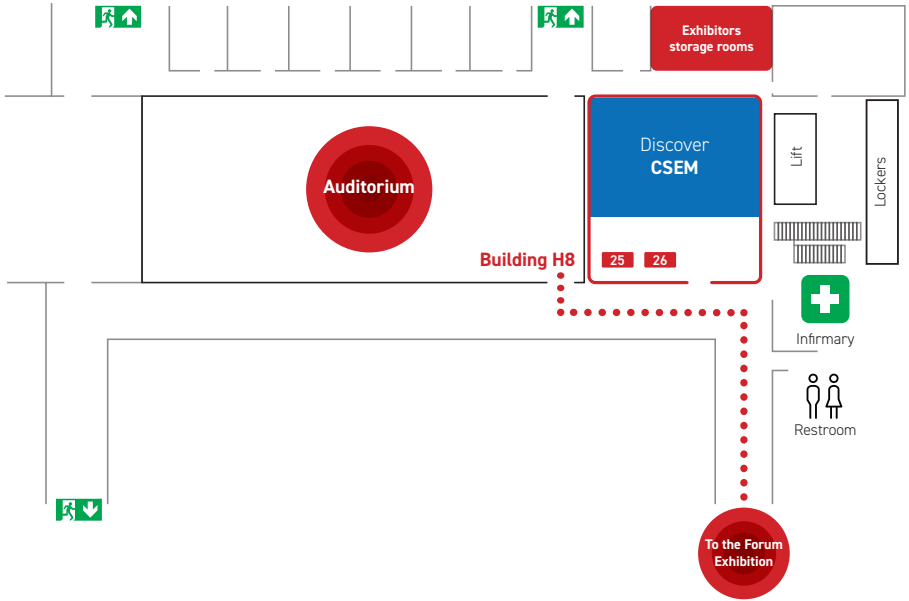 Exhibitors
storage rooms
Discover
CSEM
Lift
Lockers
Auditorium
Building H8
25
26
Infirmary
Restroom
To the Forum
Exhibition